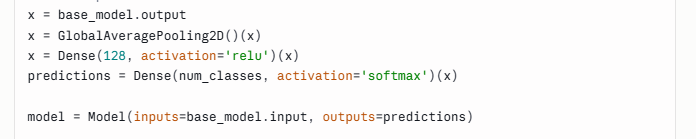 x = base_model.output
x = GlobalAveragePooling2D()(x)
x = Dense(128, activation='relu')(x)
predictions = Dense(num_classes, activation='softmax')(x)
model = Model(inputs=base_model.input, outputs=predictions)